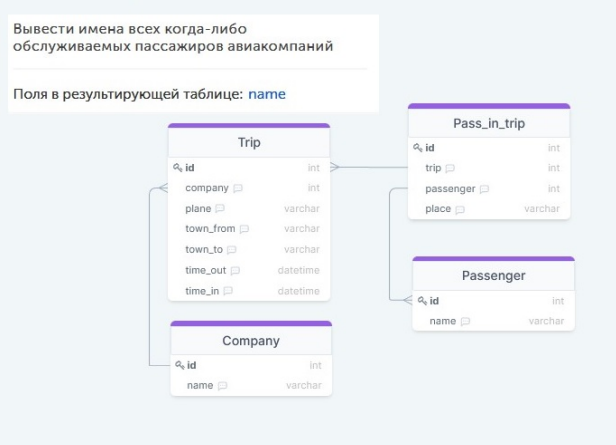 Вывести имена всех когда-либо
обслуживаемых пассажиров авиакомпаний
Поля в результирующей таблице: name
Trip
id int
company int
plane varchar
town_from varchar
town_to varchar
time_out datetime
time_in datetime
Pass_in_trip
id int
trip int
passenger int
place varchar
Passenger
id int
name varchar
Company
id int
name varchar